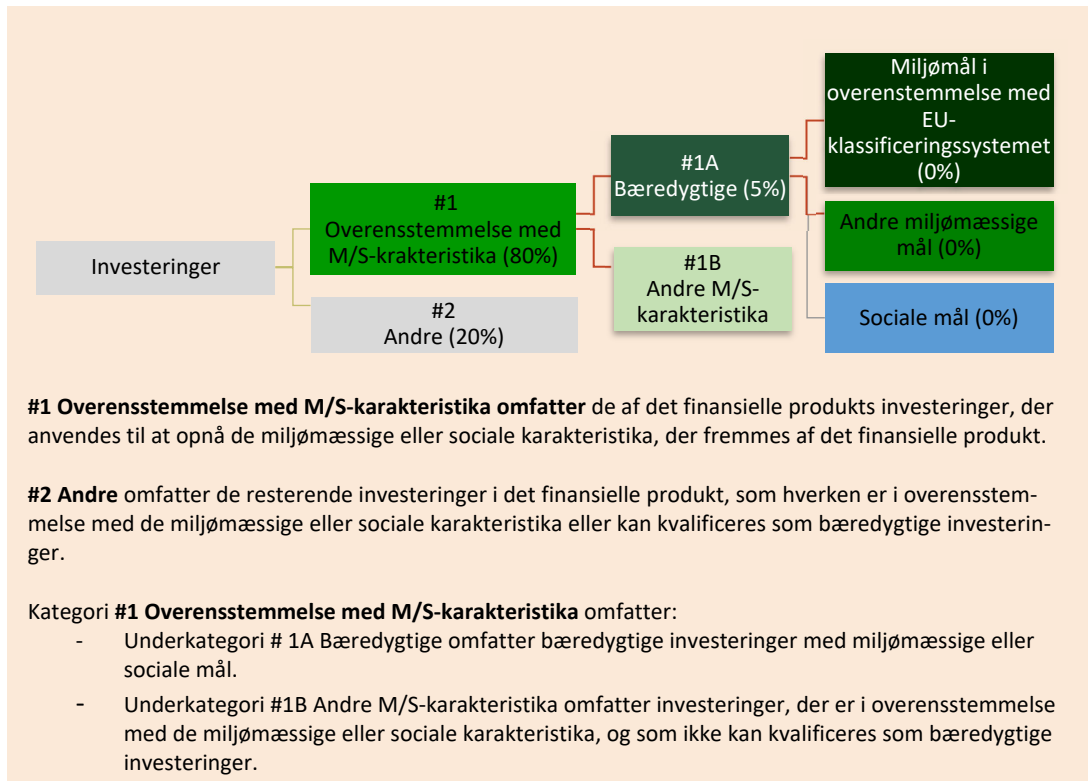 Miljømål i
overenstemmelse med
EU-
klassificeringssystemet
(0%)
#1A
Bæredygtige (5%)
#1
Overensstemmelse med
M/S-krakteristika (80%)
Andre miljømæssige
mål (0%)
Investeringer
#1B
Andre M/S-
karakteristika
#2
Andre (20%)
Sociale mål (0%)
#1 Overensstemmelse med M/S-karakteristika omfatter de af det finansielle produkts investeringer, der
anvendes til at opnå de miljømæssige eller sociale karakteristika, der fremmes af det finansielle produkt.
#2 Andre omfatter de resterende investeringer i det finansielle produkt, som hverken er i overensstem-
melse med de miljømæssige eller sociale karakteristika eller kan kvalificeres som bæredygtige investerin-
ger.
Kategori #1 Overensstemmelse med M/S-karakteristika omfatter:
- Underkategori # 1A Bæredygtige omfatter bæredygtige investeringer med miljømæssige eller
sociale mål.
- Underkategori #1B Andre M/S-karakteristika omfatter investeringer, der er i overensstemmelse
med de miljømæssige eller sociale karakteristika, og som ikke kan kvalificeres som bæredygtige
investeringer.